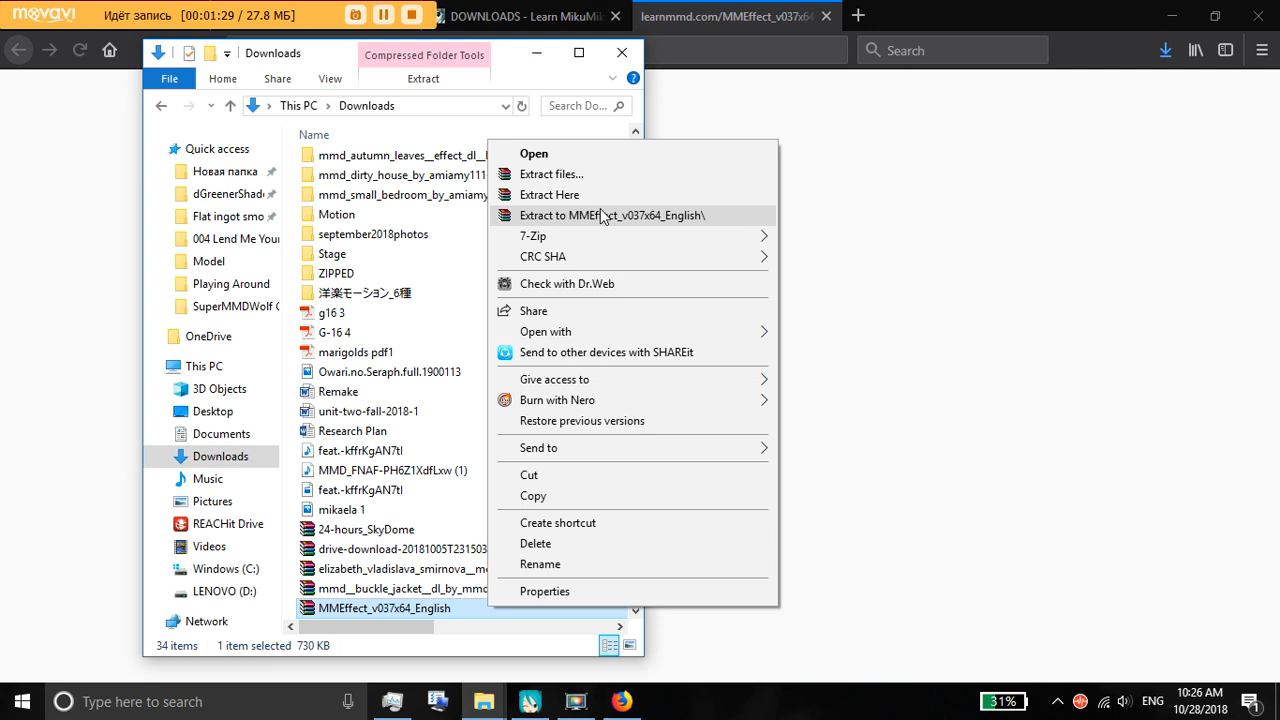 movavi
Идёт запись | 00:01:29 / 27.8 МБ)
DOWNLOADS - Learn MikuMik
learnmmd.com/MMEffect_v037x64
Search
Downloads
Compressed Folder Tools
File
Home
Share
View
Extract
This PC
Downloads
Search Do...
Name
Quick access
Новая папка
dGreenerShad
Flat ingot smo
004 Lend Me Your
Model
Playing Around
SuperMMDWolf C
OneDrive
This PC
3D Objects
Desktop
Documents
Downloads
Music
Pictures
REACHit Drive
Videos
Windows (C:)
LENOVO (D:)
Network
mmd_autumn_leaves__effect_dl__
mmd_dirty_house_by_amiamy111
mmd_small_bedroom_by_amiamy
Motion
september2018photos
Stage
ZIPPED
洋楽モーション_6種
g16 3
G-16 4
marigolds pdf1
Owari.no.Seraph.full.1900113
Remake
unit-two-fall-2018-1
Research Plan
feat.-kffrKgAN7tI
MMD_FNAF-PH6Z1XdfLxw (1)
feat.-kffrKgAN7tI
mikaela 1
24-hours_SkyDome
drive-download-20181005T231503
elizabeth_vladislava_smirnova__m
mmd__buckle_jacket__dl_by_mmd
MMEffect_v037x64_English
Open
Extract files...
Extract Here
Extract to MMEffect_v037x64_English\
7-Zip
CRC SHA
Check with Dr.Web
Share
Open with
Send to other devices with SHAREit
Give access to
Burn with Nero
Restore previous versions
Send to
Cut
Copy
Create shortcut
Delete
Rename
Properties
34 items
1 item selected 730 KB
Type here to search
31%
ENG
10:26 AM
10/28/2018